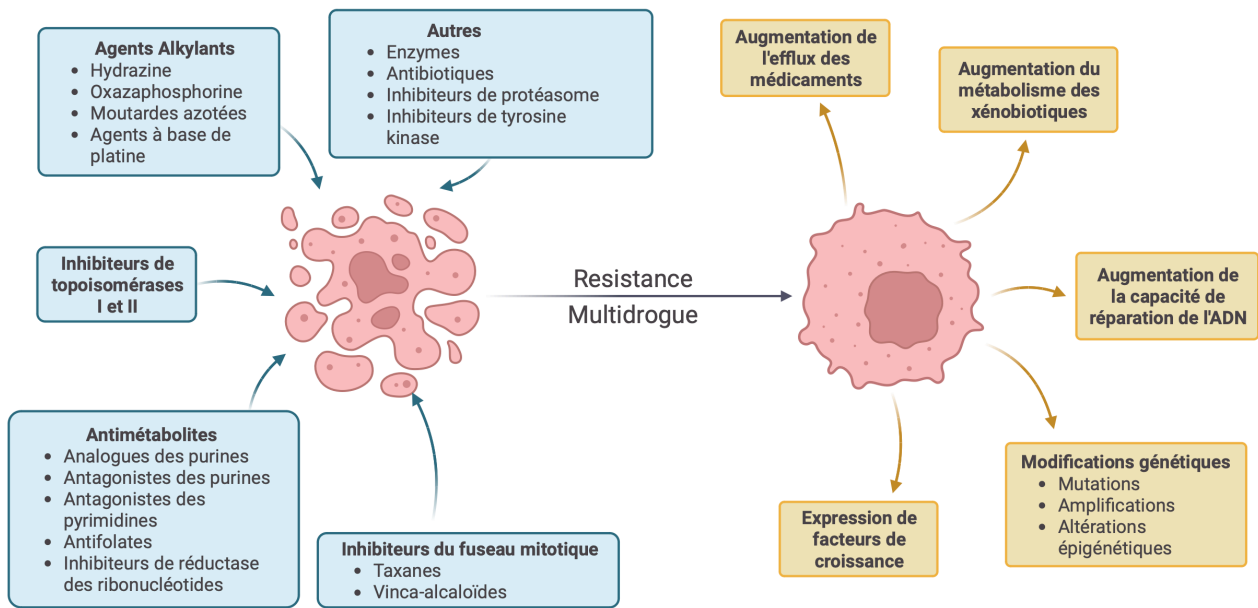 Agents Alkylants
• Hydrazine
• Oxazaphosphorine
• Moutardes azotées
• Agents à base de
platine
Autres
• Enzymes
• Antibiotiques
• Inhibiteurs de protéasome
• Inhibiteurs de tyrosine
kinase
Inhibiteurs de
topoisomérases
I et II
Antimétabolites
• Analogues des purines
• Antagonistes des purines
• Antagonistes des
pyrimidines
• Antifolates
• Inhibiteurs de réductase
des ribonucléotides
Inhibiteurs du fuseau mitotique
• Taxanes
• Vinca-alcaloïdes
Resistance
Multidrogue
Augmentation de
l'efflux des
médicaments
Augmentation du
métabolisme des
xénobiotiques
Augmentation de
la capacité de
réparation de l'ADN
Modifications génétiques
• Mutations
• Amplifications
• Altérations
épigénétiques
Expression de
facteurs de
croissance